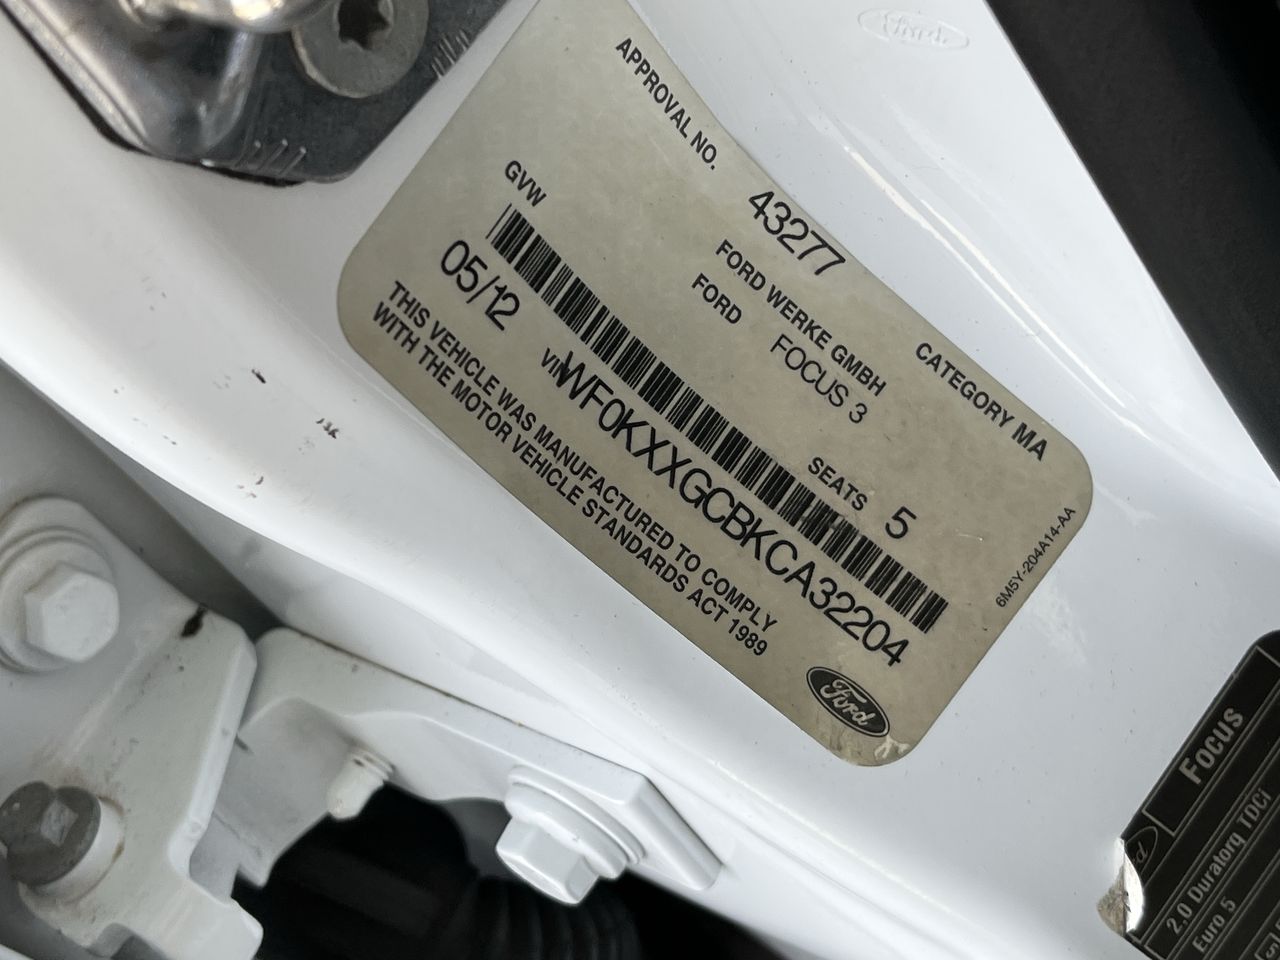 Ford
APPROVAL NO. 43277 CATEGORY MA
FORD WERKE GMBH
FORD FOCUS 3
GVW SEATS 5
05/12 VIN WF0KXXGCBKCA32204
THIS VEHICLE WAS MANUFACTURED TO COMPLY
WITH THE MOTOR VEHICLE STANDARDS ACT 1989
Ford
6M5Y-204A14-AA
Focus
2,0 Duratorq TDCi
Euro 5